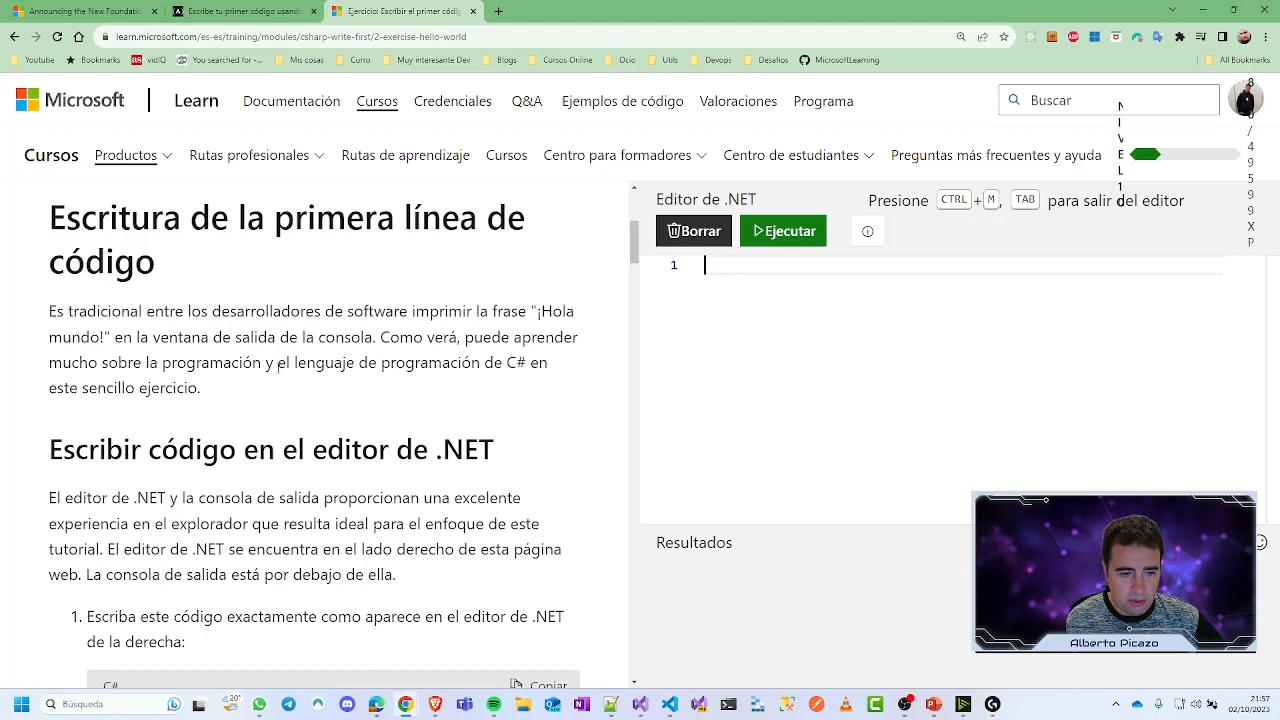 Announcing the New Foundatic
Escribe tu primer código usando
Ejercicio: Escribir el primer códig
learn.microsoft.com/es-es/training/modules/csharp-write-first/2-exercise-hello-world
Youtube
Bookmarks
vidIQ
You searched for -...
Mis cosas
Curro
Muy interesante Dev
Blogs
Cursos Online
Ocio
Utils
Devops
Desafios
MicrosoftLearning
All Bookmarks
Microsoft
Learn
Documentación
Cursos
Credenciales
Q&A
Ejemplos de código
Valoraciones
Programa
Buscar
Cursos
Productos
Rutas profesionales
Rutas de aprendizaje
Cursos
Centro para formadores
Centro de estudiantes
Preguntas más frecuentes y ayuda
NIVEL 1
Escritura de la primera línea de
código
Es tradicional entre los desarrolladores de software imprimir la frase "¡Hola
mundo!" en la ventana de salida de la consola. Como verá, puede aprender
mucho sobre la programación y el lenguaje de programación de C# en
este sencillo ejercicio.
Escribir código en el editor de .NET
El editor de .NET y la consola de salida proporcionan una excelente
experiencia en el explorador que resulta ideal para el enfoque de este
tutorial. El editor de .NET se encuentra en el lado derecho de esta página
web. La consola de salida está por debajo de ella.
1. Escriba este código exactamente como aparece en el editor de .NET
de la derecha:
C#
Copiar
Editor de .NET
Presione CTRL + M, TAB para salir del editor
Borrar
Ejecutar
1
Resultados
Alberto Picazo
Búsqueda
20°
21:57
02/10/2023